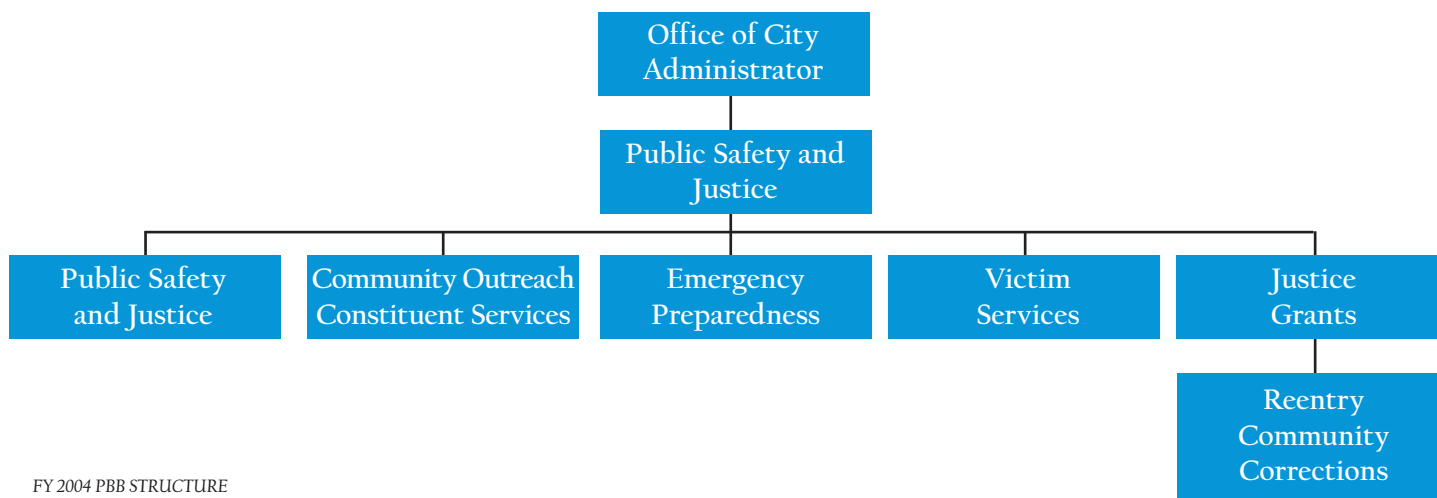 Office of City
Administrator
Public Safety and
Justice
Public Safety
and Justice
Community Outreach
Constituent Services
Emergency
Preparedness
Victim
Services
Justice
Grants
Reentry
Community
Corrections
FY 2004 PBB STRUCTURE